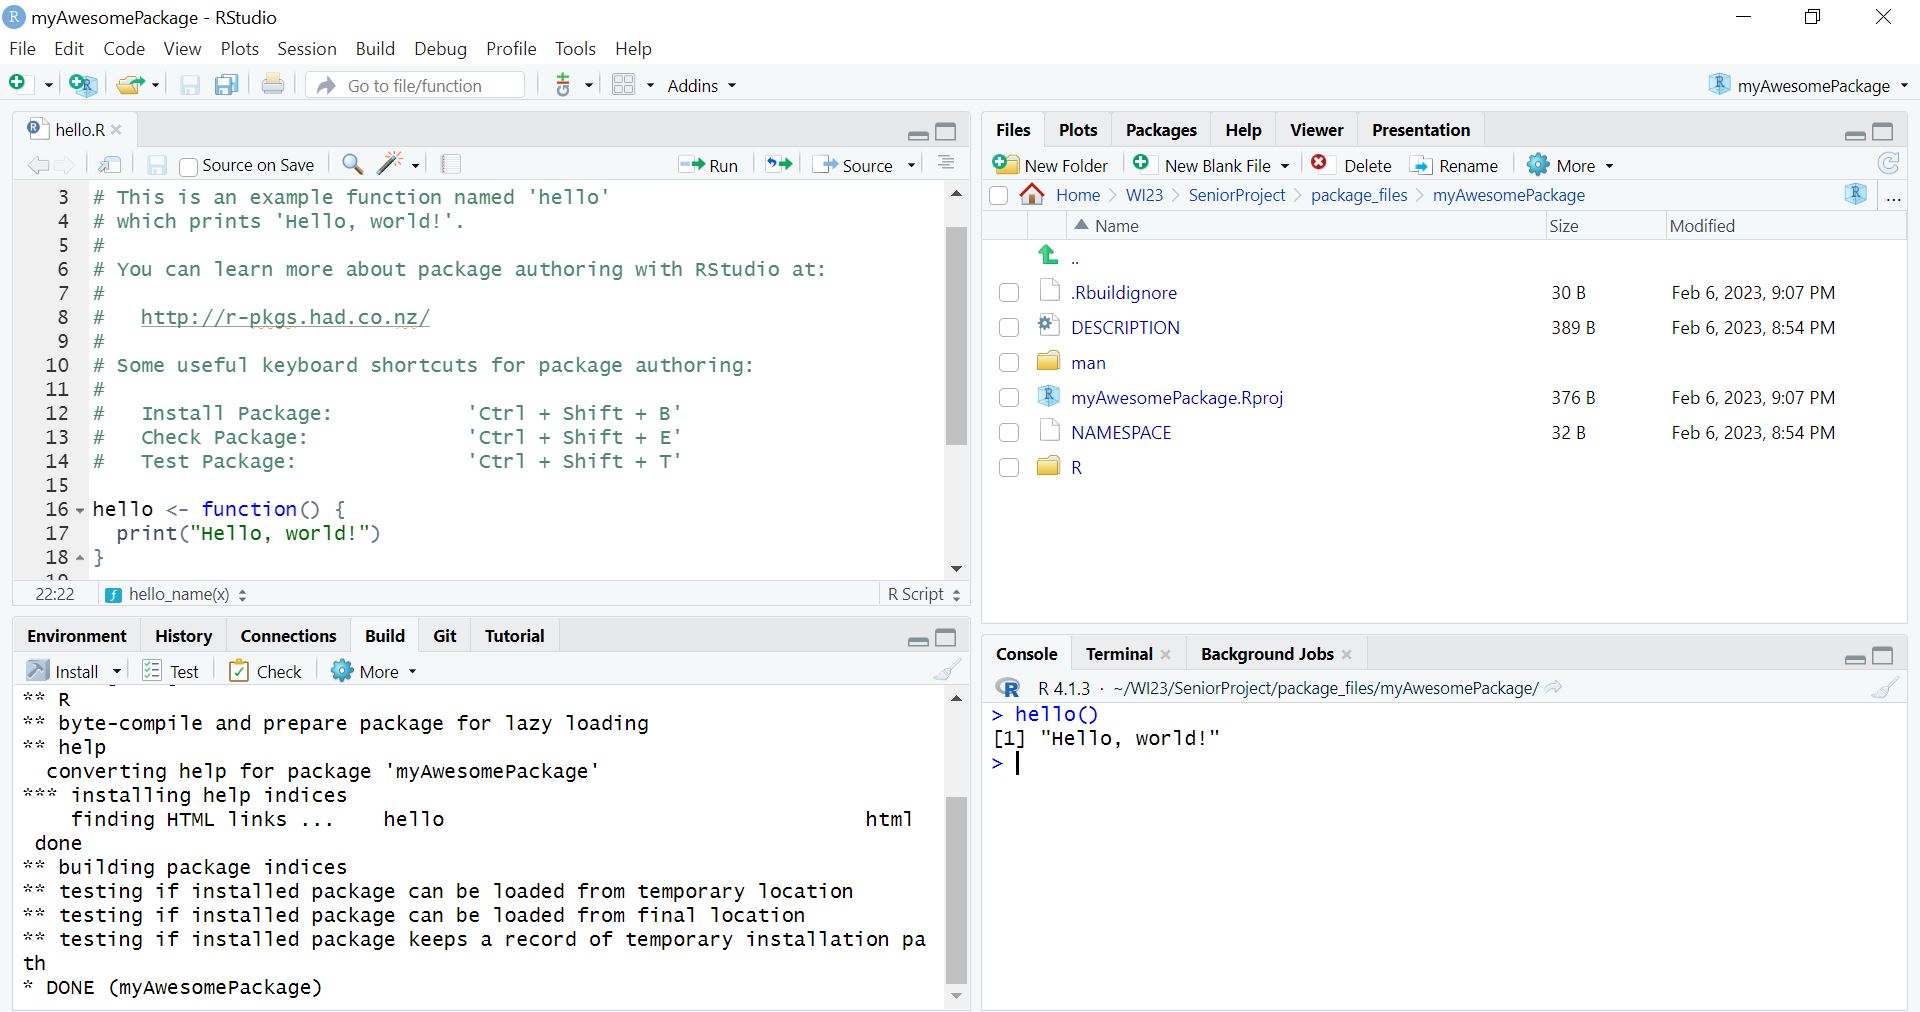 myAwesomePackage - RStudio
File Edit Code View Plots Session Build Debug Profile Tools Help
Go to file/function Addins myAwesomePackage
hello.R
Source on Save Run Source
3 # This is an example function named 'hello'
4 # which prints 'Hello, world!'.
5 #
6 # You can learn more about package authoring with RStudio at:
7 #
8 #   http://r-pkgs.had.co.nz/
9 #
10 # Some useful keyboard shortcuts for package authoring:
11 #
12 #   Install Package:           'Ctrl + Shift + B'
13 #   Check Package:             'Ctrl + Shift + E'
14 #   Test Package:              'Ctrl + Shift + T'
15
16 hello <- function() {
17   print("Hello, world!")
18 }
22:22 hello_name(x) R Script
Environment History Connections Build Git Tutorial
Install Test Check More
** R
** byte-compile and prepare package for lazy loading
** help
  converting help for package 'myAwesomePackage'
*** installing help indices
    finding HTML links ...    hello                                   html
 done
** building package indices
** testing if installed package can be loaded from temporary location
** testing if installed package can be loaded from final location
** testing if installed package keeps a record of temporary installation pa
th
* DONE (myAwesomePackage)
Files Plots Packages Help Viewer Presentation
New Folder New Blank File Delete Rename More
Home WI23 SeniorProject package_files myAwesomePackage ...
Name Size Modified
..
.Rbuildignore 30 B Feb 6, 2023, 9:07 PM
DESCRIPTION 389 B Feb 6, 2023, 8:54 PM
man
myAwesomePackage.Rproj 376 B Feb 6, 2023, 9:07 PM
NAMESPACE 32 B Feb 6, 2023, 8:54 PM
R
Console Terminal Background Jobs
R 4.1.3 · ~/WI23/SeniorProject/package_files/myAwesomePackage/
> hello()
[1] "Hello, world!"
>